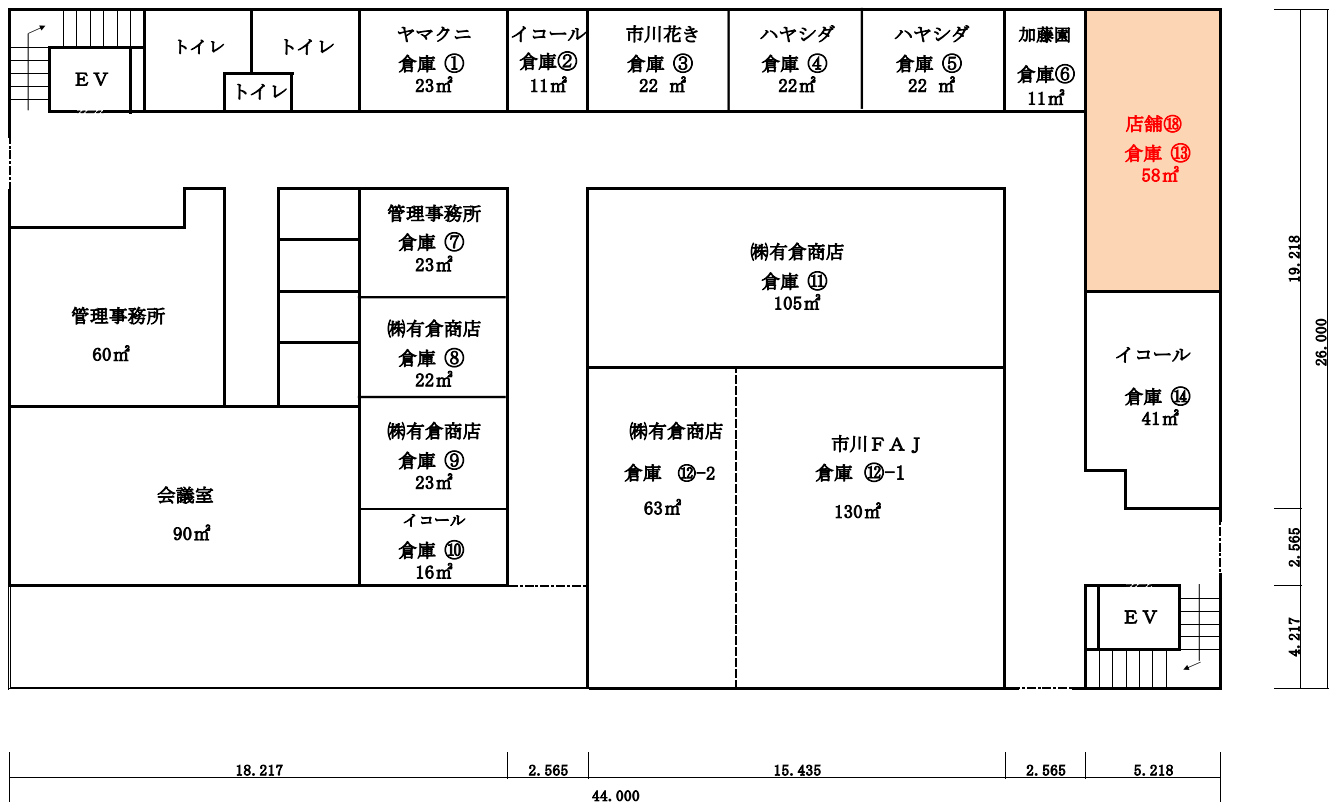 EV
トイレ
トイレ
トイレ
ヤマクニ
倉庫 ①
23㎡
イコール
倉庫②
11㎡
市川花き
倉庫 ③
22 ㎡
ハヤシダ
倉庫 ④
22㎡
ハヤシダ
倉庫 ⑤
22 ㎡
加藤園
倉庫⑥
11㎡
店舗⑱
倉庫 ⑬
58㎡
管理事務所
60㎡
管理事務所
倉庫 ⑦
23㎡
㈱有倉商店
倉庫 ⑧
22㎡
㈱有倉商店
倉庫 ⑨
23㎡
イコール
倉庫 ⑩
16㎡
会議室
90㎡
㈱有倉商店
倉庫 ⑪
105㎡
㈱有倉商店
倉庫 ⑫-2
63㎡
市川FAJ
倉庫 ⑫-1
130㎡
イコール
倉庫 ⑭
41㎡
EV
19.218
26.000
2.565
4.217
18.217
2.565
15.435
2.565
5.218
44.000